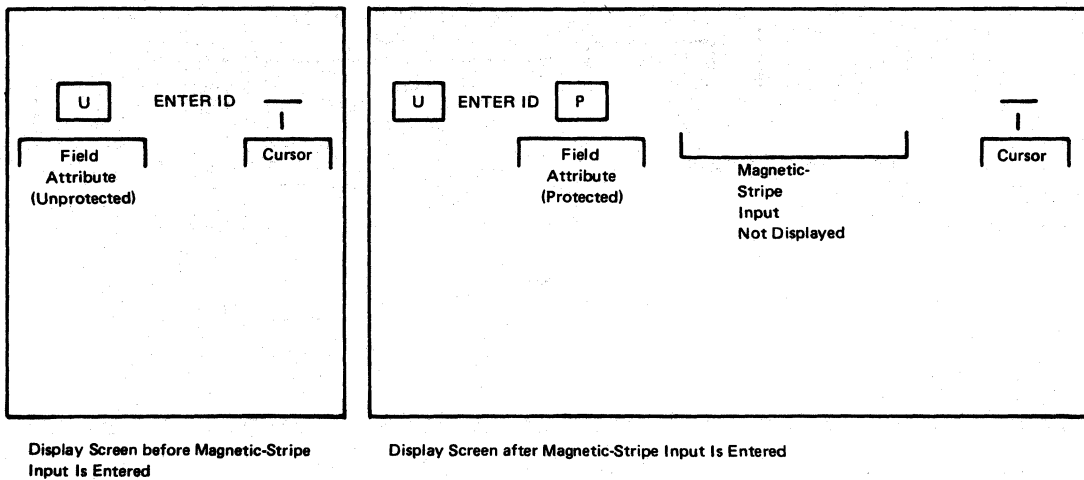 U ENTER ID
Field
Attribute
(Unprotected)
Cursor
U ENTER ID P
Field
Attribute
(Protected)
Magnetic-
Stripe
Input
Not Displayed
Cursor
Display Screen before Magnetic-Stripe
Input Is Entered
Display Screen after Magnetic-Stripe Input Is Entered